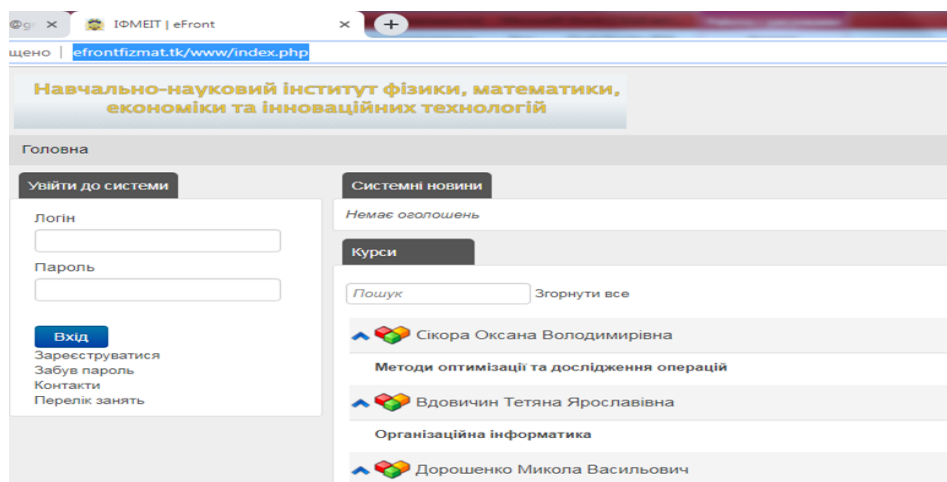 ІФМЕІТ | eFront
щено | efrontfizmat.tk/www/index.php
Навчально-науковий інститут фізики, математики,
економіки та інноваційних технологій
Головна
Увійти до системи
Логін
Пароль
Вхід
Зареєструватися
Забув пароль
Контакти
Перелік занять
Системні новини
Немає оголошень
Курси
Пошук
Згорнути все
Сікора Оксана Володимирівна
Методи оптимізації та дослідження операцій
Вдовичин Тетяна Ярославівна
Організаційна інформатика
Дорошенко Микола Васильович